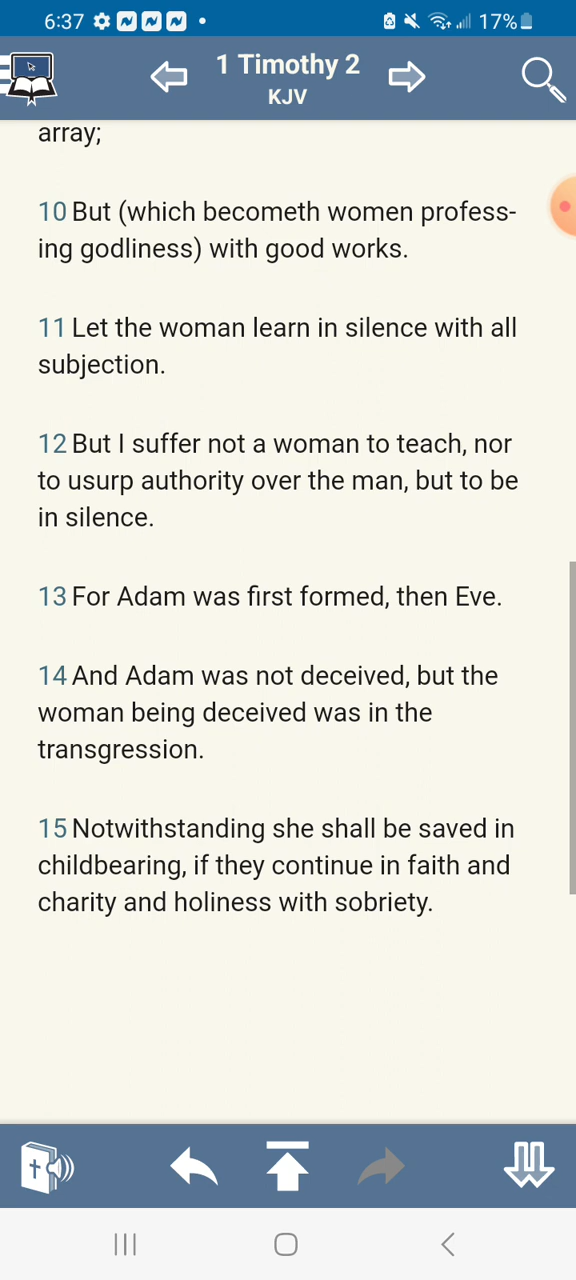 6:37
17%
1 Timothy 2
KJV
array;
10 But (which becometh women profess-
ing godliness) with good works.
11 Let the woman learn in silence with all
subjection.
12 But I suffer not a woman to teach, nor
to usurp authority over the man, but to be
in silence.
13 For Adam was first formed, then Eve.
14 And Adam was not deceived, but the
woman being deceived was in the
transgression.
15 Notwithstanding she shall be saved in
childbearing, if they continue in faith and
charity and holiness with sobriety.